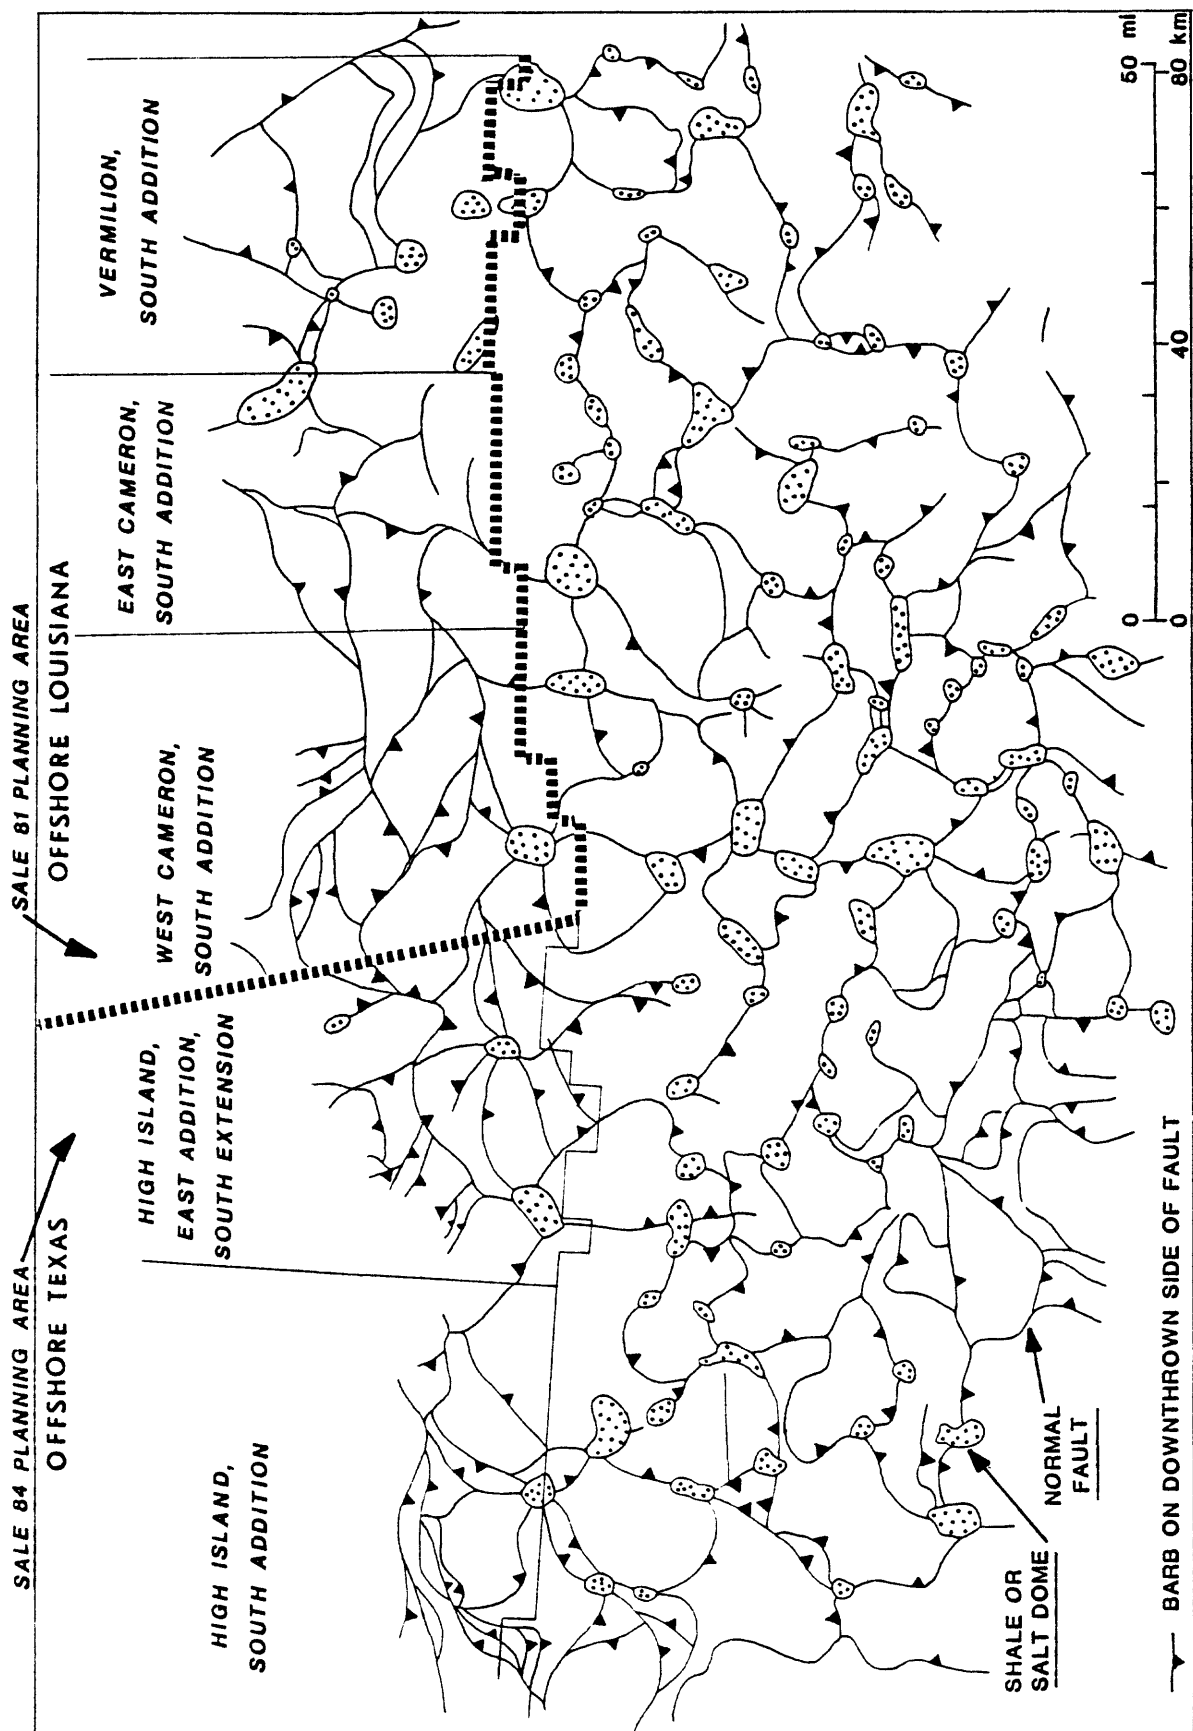 SALE 84 PLANNING AREA
SALE 81 PLANNING AREA
OFFSHORE TEXAS
OFFSHORE LOUISIANA
HIGH ISLAND,
SOUTH ADDITION
HIGH ISLAND,
EAST ADDITION,
SOUTH EXTENSION
WEST CAMERON,
SOUTH ADDITION
EAST CAMERON,
SOUTH ADDITION
VERMILION,
SOUTH ADDITION
SHALE OR
SALT DOME
NORMAL
FAULT
BARB ON DOWNTHROWN SIDE OF FAULT
0 50 mi
0 40 80 km